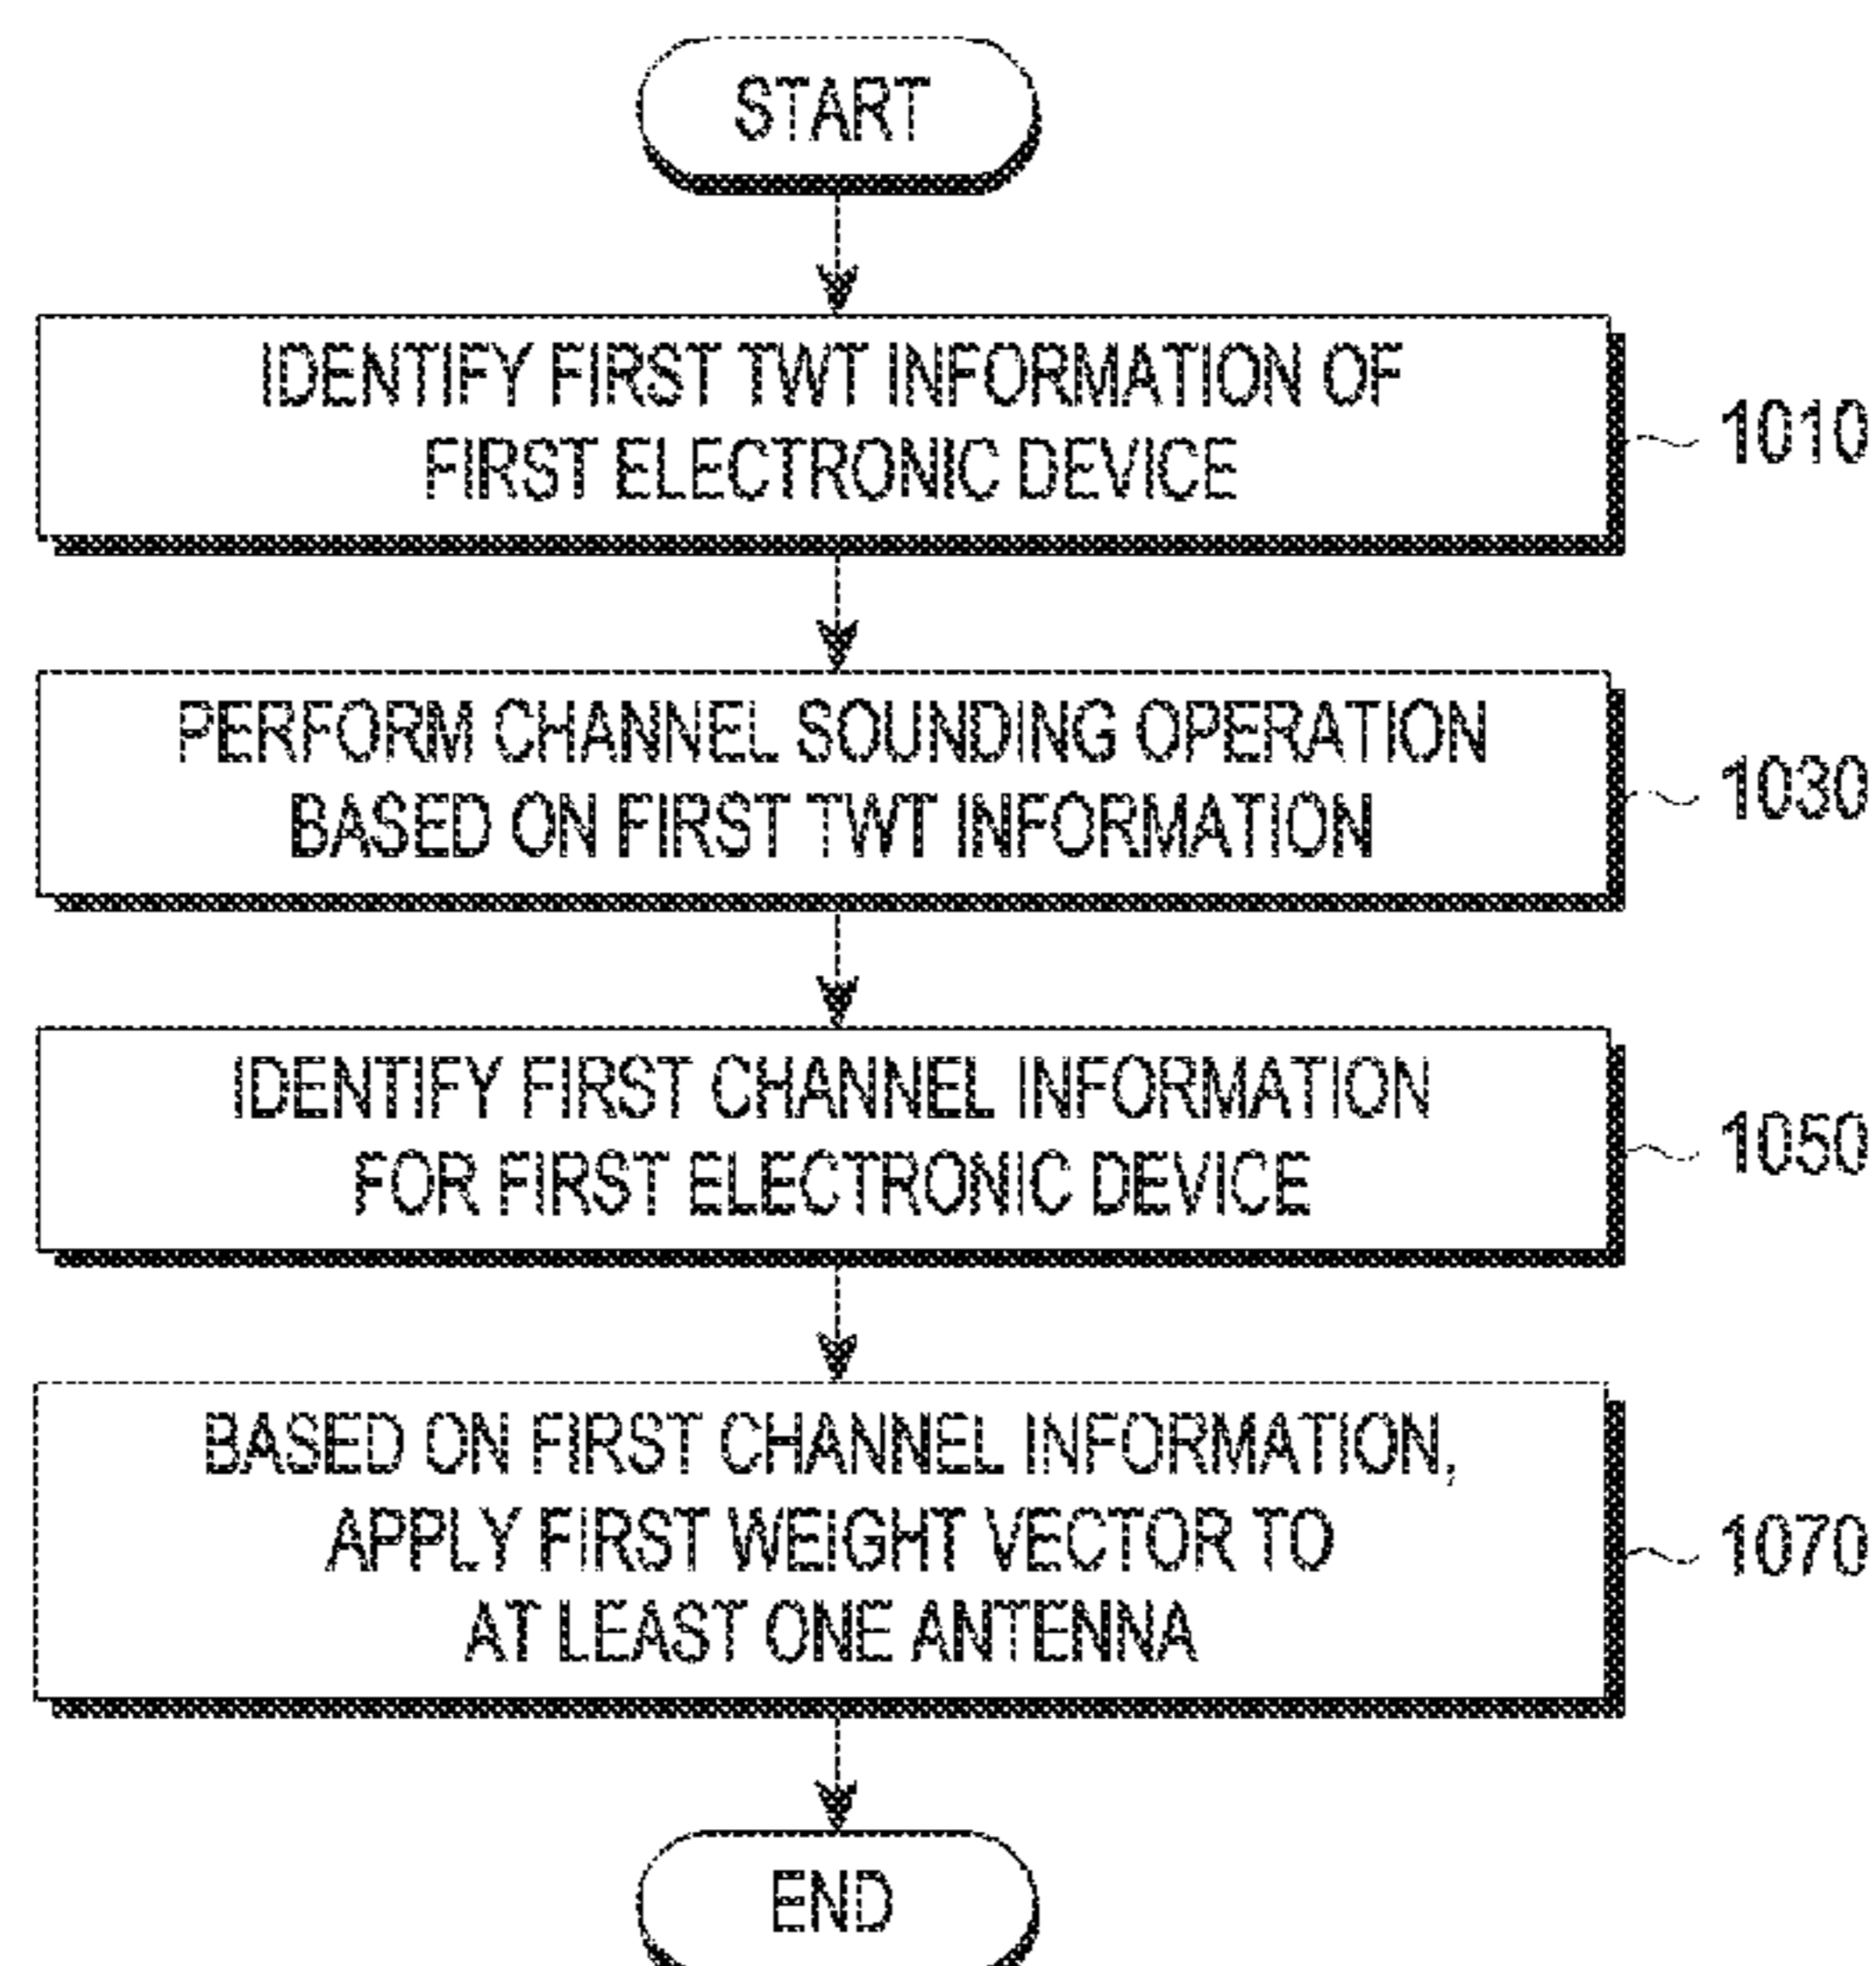 START
IDENTIFY FIRST TWT INFORMATION OF
FIRST ELECTRONIC DEVICE
1010
PERFORM CHANNEL SOUNDING OPERATION
BASED ON FIRST TWT INFORMATION
1030
IDENTIFY FIRST CHANNEL INFORMATION
FOR FIRST ELECTRONIC DEVICE
1050
BASED ON FIRST CHANNEL INFORMATION,
APPLY FIRST WEIGHT VECTOR TO
AT LEAST ONE ANTENNA
1070
END